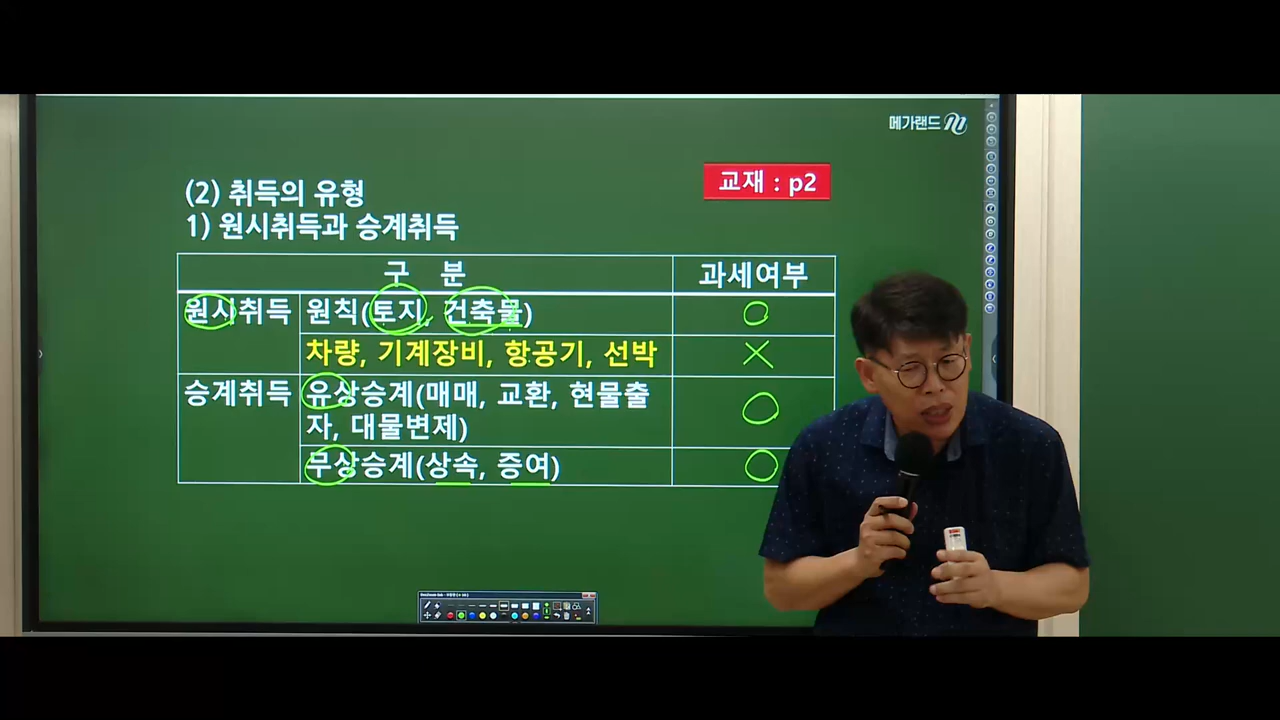 메가랜드
교재 : p2
(2) 취득의 유형
1) 원시취득과 승계취득
구 분 과세여부
원시취득 원칙(토지, 건축물) ○
차량, 기계장비, 항공기, 선박 ×
승계취득 유상승계(매매, 교환, 현물출
자, 대물변제) ○
무상승계(상속, 증여) ○